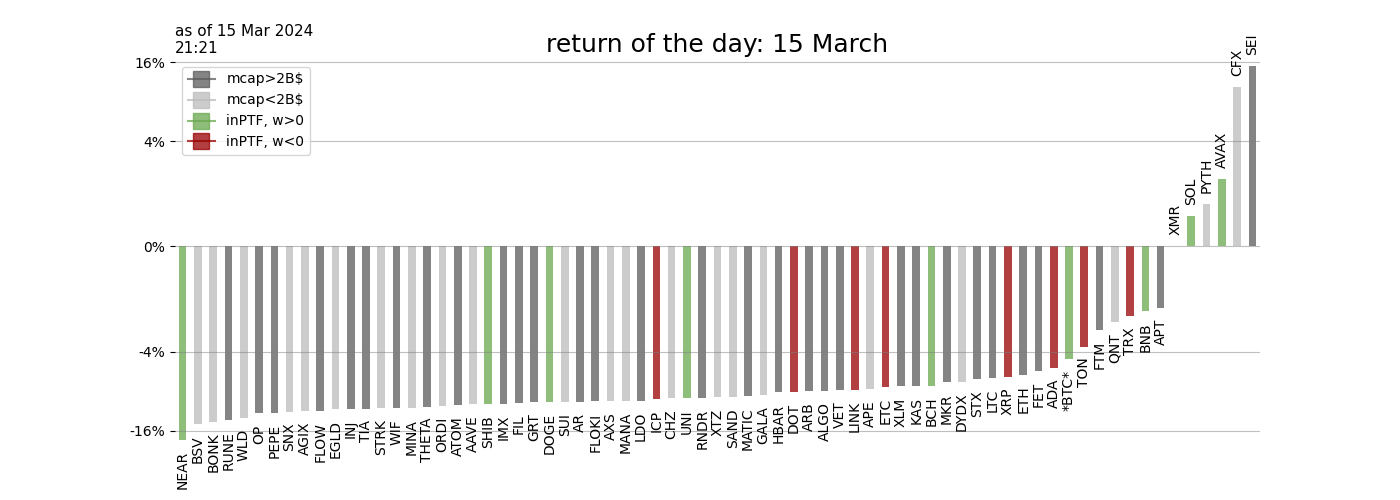 as of 15 Mar 2024
21:21
return of the day: 15 March
16%
4%
0%
-4%
-16%
mcap>2B$
mcap<2B$
inPTF, w>0
inPTF, w<0
NEAR
BSV
BONK
RUNE
WLD
OP
PEPE
SNX
AGIX
FLOW
EGLD
INJ
TIA
STRK
WIF
MINA
THETA
ORDI
ATOM
AAVE
SHIB
IMX
FIL
GRT
DOGE
SUI
AR
FLOKI
AXS
MANA
LDO
ICP
CHZ
UNI
RNDR
XTZ
SAND
MATIC
GALA
HBAR
DOT
ARB
ALGO
VET
LINK
APE
ETC
XLM
KAS
BCH
MKR
DYDX
STX
LTC
XRP
ETH
FET
ADA
*BTC*
TON
FTM
QNT
TRX
BNB
APT
XMR
SOL
PYTH
AVAX
CFX
SEI